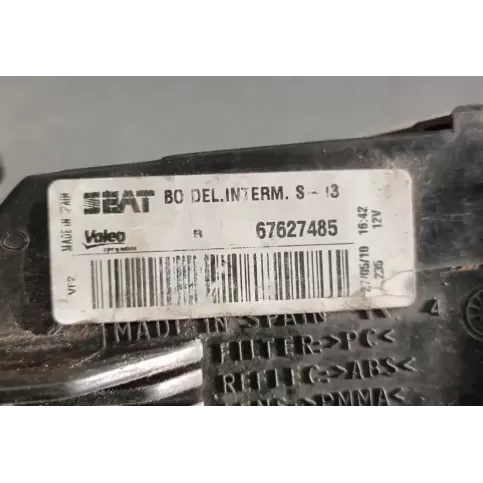 MADE IN SPAIN
SEAT BO DEL.INTERM. S-13
Valeo R 67627485
VF2
27/05/10 16:42
12V
MADE IN SPAIN
FILTER:>PC<
REFLEC:>ABS<
>PMMA<